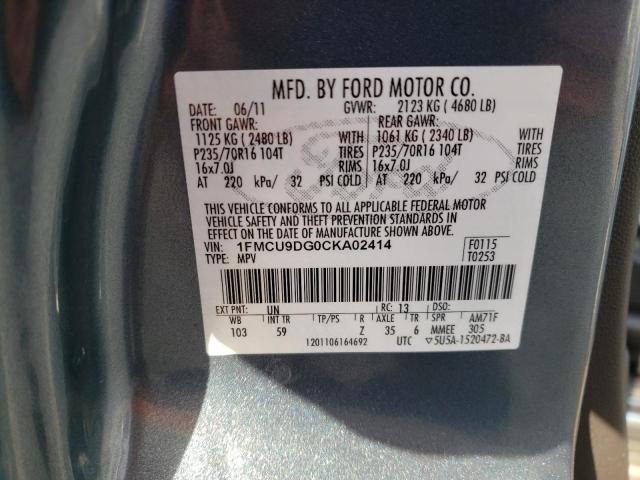 MFD. BY FORD MOTOR CO.
DATE: 06/11 GVWR: 2123 KG ( 4680 LB)
FRONT GAWR: REAR GAWR:
1125 KG ( 2480 LB) WITH 1061 KG ( 2340 LB) WITH
P235/70R16 104T TIRES P235/70R16 104T TIRES
16x7.0J RIMS 16x7.0J RIMS
AT 220 kPa/ 32 PSI COLD AT 220 kPa/ 32 PSI COLD
THIS VEHICLE CONFORMS TO ALL APPLICABLE FEDERAL MOTOR
VEHICLE SAFETY AND THEFT PREVENTION STANDARDS IN
EFFECT ON THE DATE OF MANUFACTURE SHOWN ABOVE.
VIN: 1FMCU9DG0CKA02414 F0115
TYPE: MPV T0253
EXT PNT: UN RC: 13 DSO:
WB INT TR TP/PS R AXLE TR SPR AM71F
103 59 Z 35 6 MMEE 305
1201106164692 UTC ▽5U5A-1520472-BA